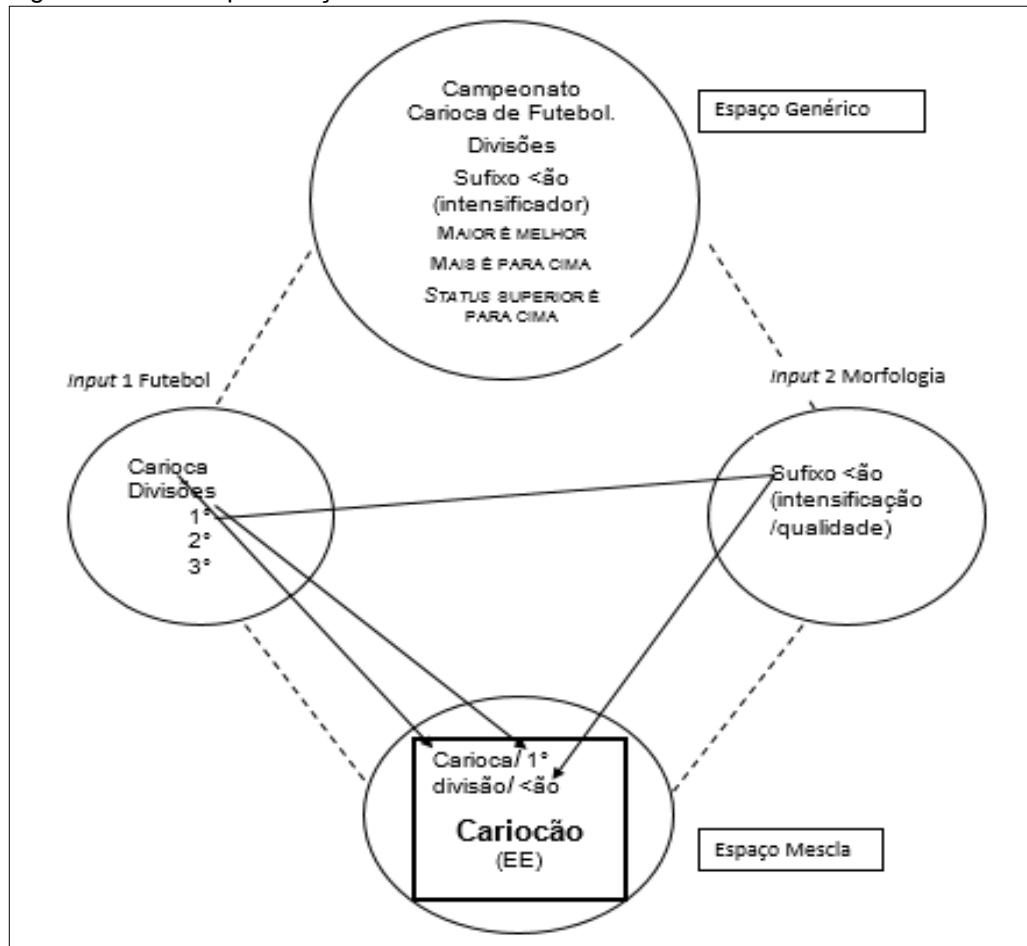 Campeonato
Carioca de Futebol.
Divisões
Sufixo <ão
(intensificador)
MAIOR É MELHOR
MAIS É PARA CIMA
STATUS SUPERIOR É
PARA CIMA
Espaço Genérico
Input 1 Futebol
Input 2 Morfologia
Carioca
Divisões
1°
2°
3°
Sufixo <ão
(intensificação
/qualidade)
Carioca/ 1°
divisão/ <ão
Cariocão
(EE)
Espaço Mescla